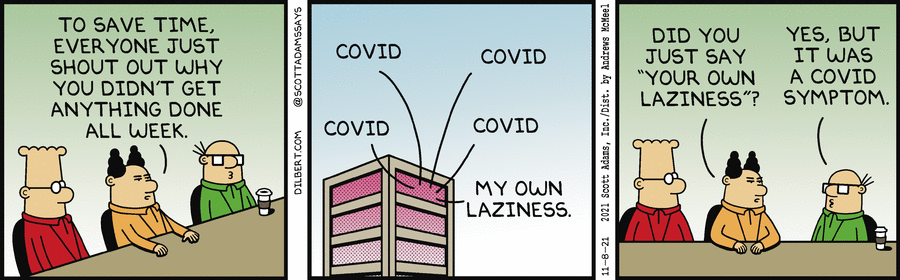 TO SAVE TIME,
EVERYONE JUST
SHOUT OUT WHY
YOU DIDN'T GET
ANYTHING DONE
ALL WEEK.
DILBERT.COM @SCOTTADAMSSAYS
COVID
COVID
COVID
COVID
MY OWN
LAZINESS.
11-8-21 2021 Scott Adams, Inc./Dist. by Andrews McMeel
DID YOU
JUST SAY
"YOUR OWN
LAZINESS"?
YES, BUT
IT WAS
A COVID
SYMPTOM.